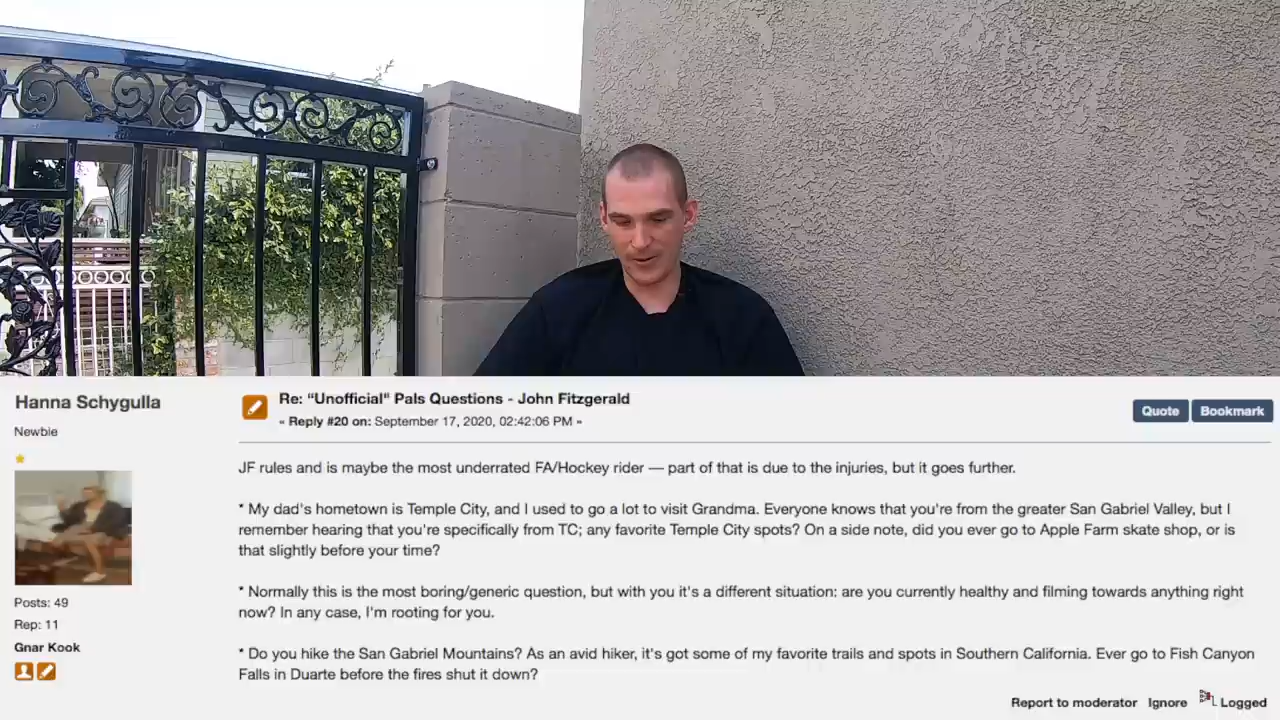 Hanna Schygulla
Newbie
Posts: 49
Rep: 11
Gnar Kook
Re: “Unofficial“ Pals Questions - John Fitzgerald
« Reply #20 on: September 17, 2020, 02:42:06 PM »
Quote
Bookmark
JF rules and is maybe the most underrated FA/Hockey rider — part of that is due to the injuries, but it goes further.
* My dad's hometown is Temple City, and I used to go a lot to visit Grandma. Everyone knows that you're from the greater San Gabriel Valley, but I
remember hearing that you're specifically from TC; any favorite Temple City spots? On a side note, did you ever go to Apple Farm skate shop, or is
that slightly before your time?
* Normally this is the most boring/generic question, but with you it's a different situation: are you currently healthy and filming towards anything right
now? In any case, I'm rooting for you.
* Do you hike the San Gabriel Mountains? As an avid hiker, it's got some of my favorite trails and spots in Southern California. Ever go to Fish Canyon
Falls in Duarte before the fires shut it down?
Report to moderator Ignore Logged